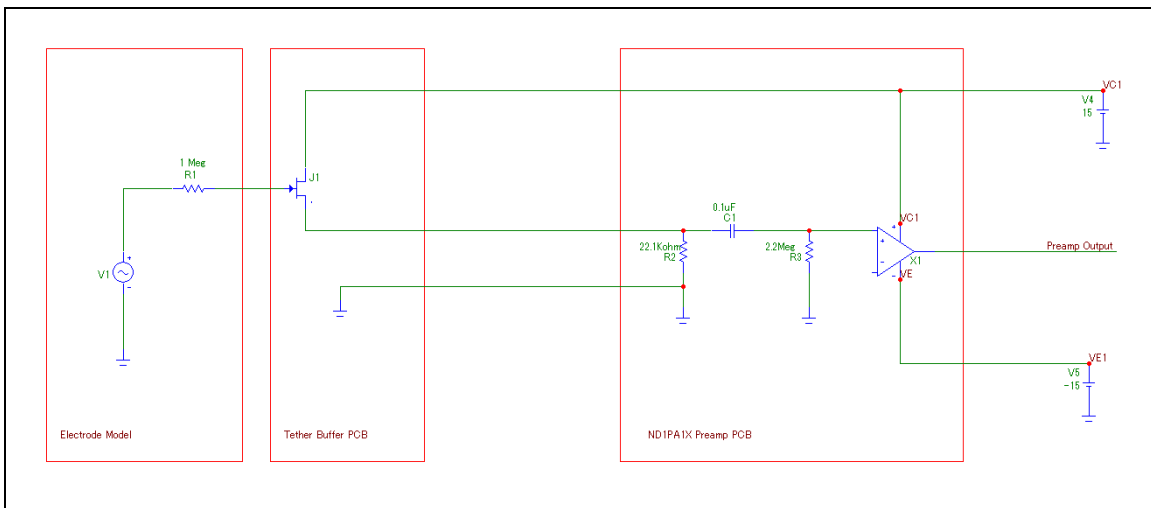 VC1
V4
15
1 Meg
R1
J1
0.1uF
C1
VC1
22.1Kohm
R2
2.2Meg
R3
+
-
+
-
X1
Preamp Output
VE
+
V1
-
VE1
V5
-15
Electrode Model
Tether Buffer PCB
ND1PA1X Preamp PCB